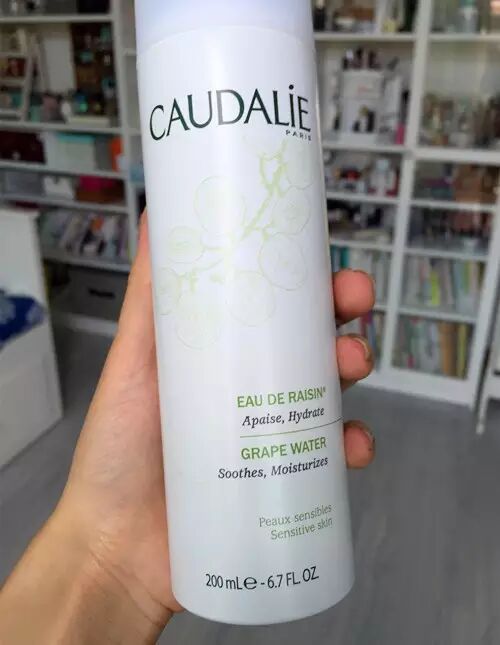 CAUDALÍE
PARIS
EAU DE RAISIN®
Apaise, Hydrate
GRAPE WATER
Soothes, Moisturizes
Peaux sensibles
Sensitive skin
200 mL℮ - 6.7 FL. OZ.